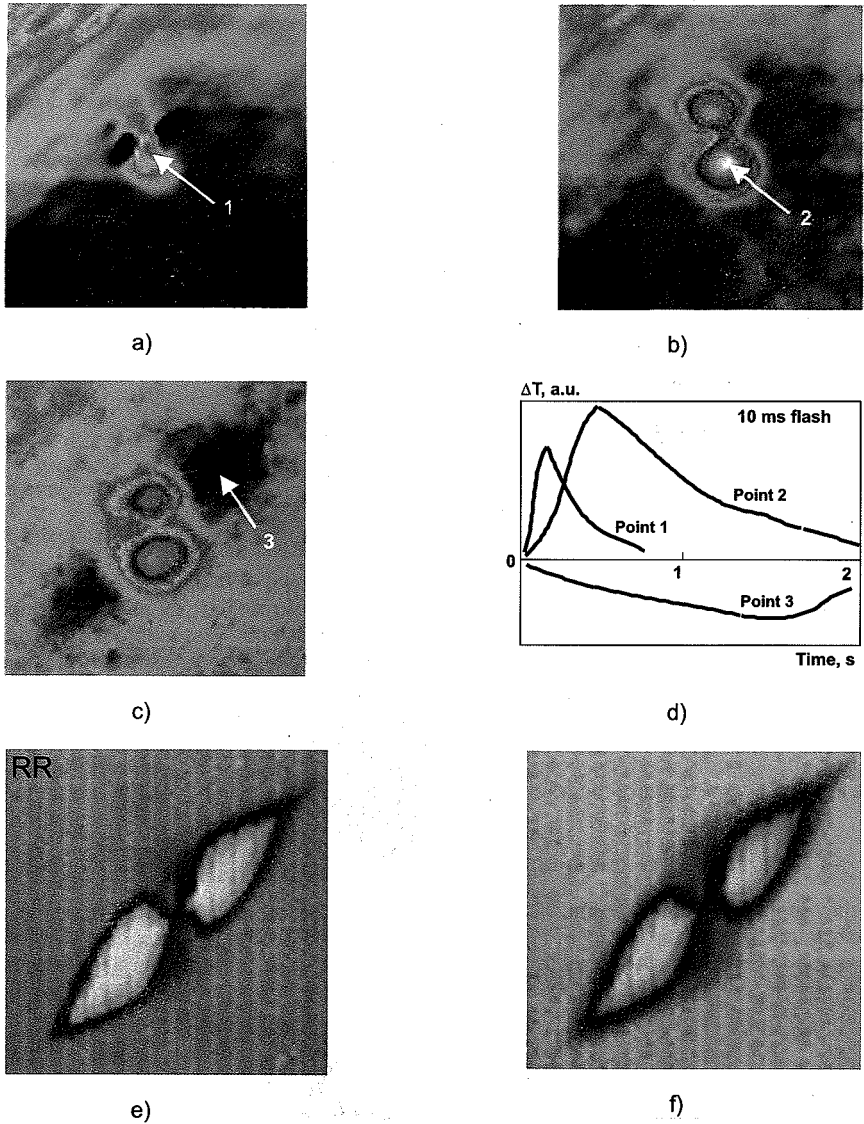 1
2
a)
b)
3
ΔT, a.u.
10 ms flash
Point 2
Point 1
0
1
2
Point 3
Time, s
c)
d)
RR
e)
f)